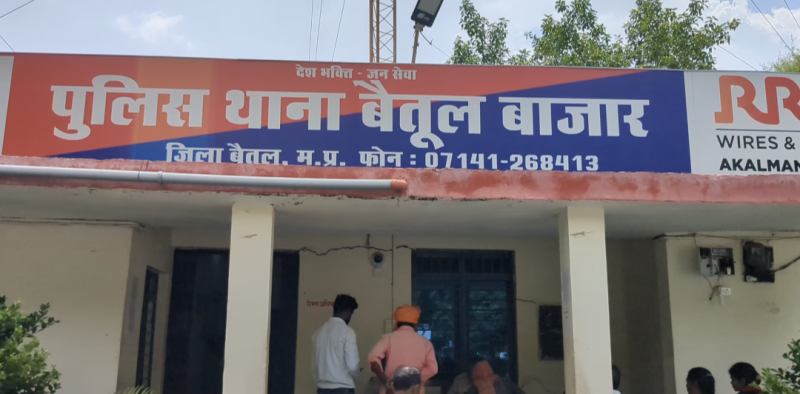 देश भक्ति - जन सेवा
पुलिस थाना बैतूल बाजार
जिला बैतूल, म.प्र. फोन : 07141-268413
RR
WIRES &
AKALMAN